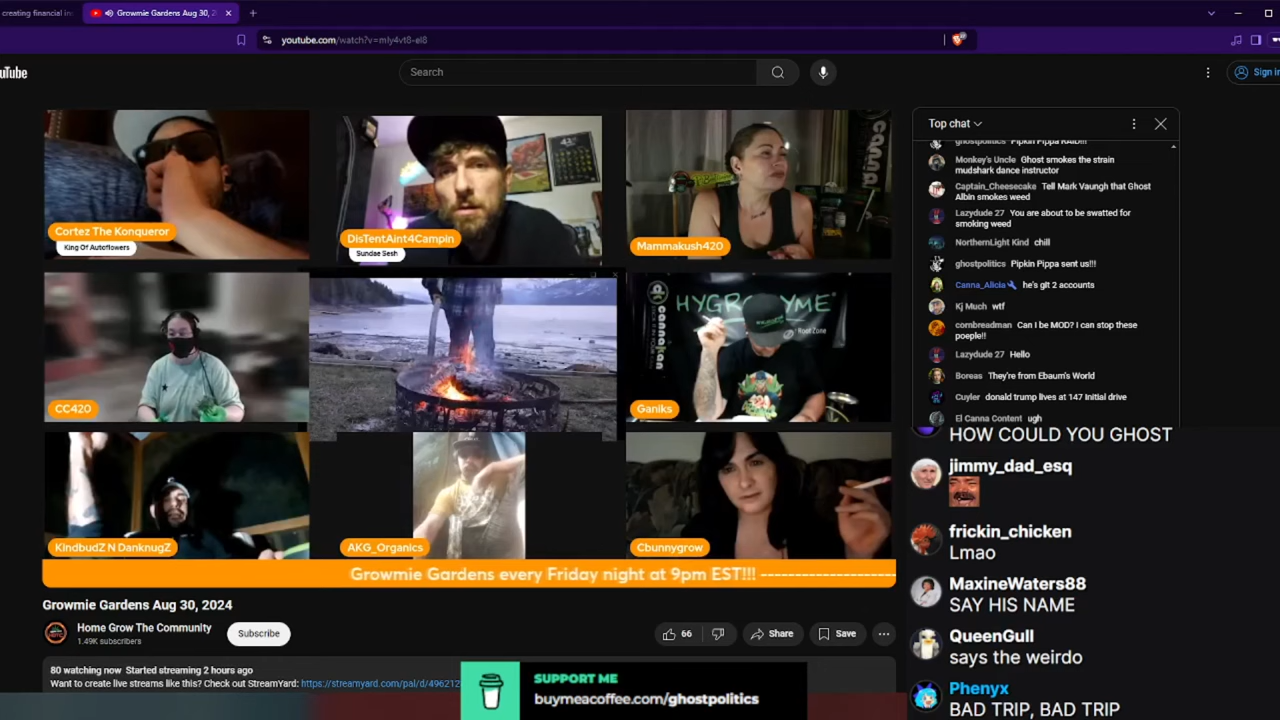 creating financial in
Growmie Gardens Aug 30, 2
youtube.com/watch?v=mly4vt8-el8
uTube
Search
Sign in
Cortez The Konqueror
King Of Autoflowers
DisTentAint4Campin
Sundae Sesh
Mammakush420
CC420
HYGROZYME
Root Zone
Ganiks
KindbudZ N DanknugZ
AKG_Organics
Cbunnygrow
Growmie Gardens every Friday night at 9pm EST!!! --------------------
Growmie Gardens Aug 30, 2024
Home Grow The Community
1.49K subscribers
Subscribe
66
Share
Save
80 watching now Started streaming 2 hours ago
Want to create live streams like this? Check out StreamYard: https://streamyard.com/pal/d/496212
SUPPORT ME
buymeacoffee.com/ghostpolitics
Top chat
ghostpolitics Pipkin Pippa RAID!!!
Monkey's Uncle Ghost smokes the strain
mudshark dance instructor
Captain_Cheesecake Tell Mark Vaungh that Ghost
Albin smokes weed
Lazydude 27 You are about to be swatted for
smoking weed
NorthernLight Kind chill
ghostpolitics Pipkin Pippa sent us!!!
Canna_Alicia he's git 2 accounts
Kj Much wtf
cornbreadman Can I be MOD? I can stop these
poeple!!
Lazydude 27 Hello
Boreas They're from Ebaum's World
Cuyler donald trump lives at 147 Initial drive
El Canna Content ugh
HOW COULD YOU GHOST
jimmy_dad_esq
frickin_chicken
Lmao
MaxineWaters88
SAY HIS NAME
QueenGull
says the weirdo
Phenyx
BAD TRIP, BAD TRIP